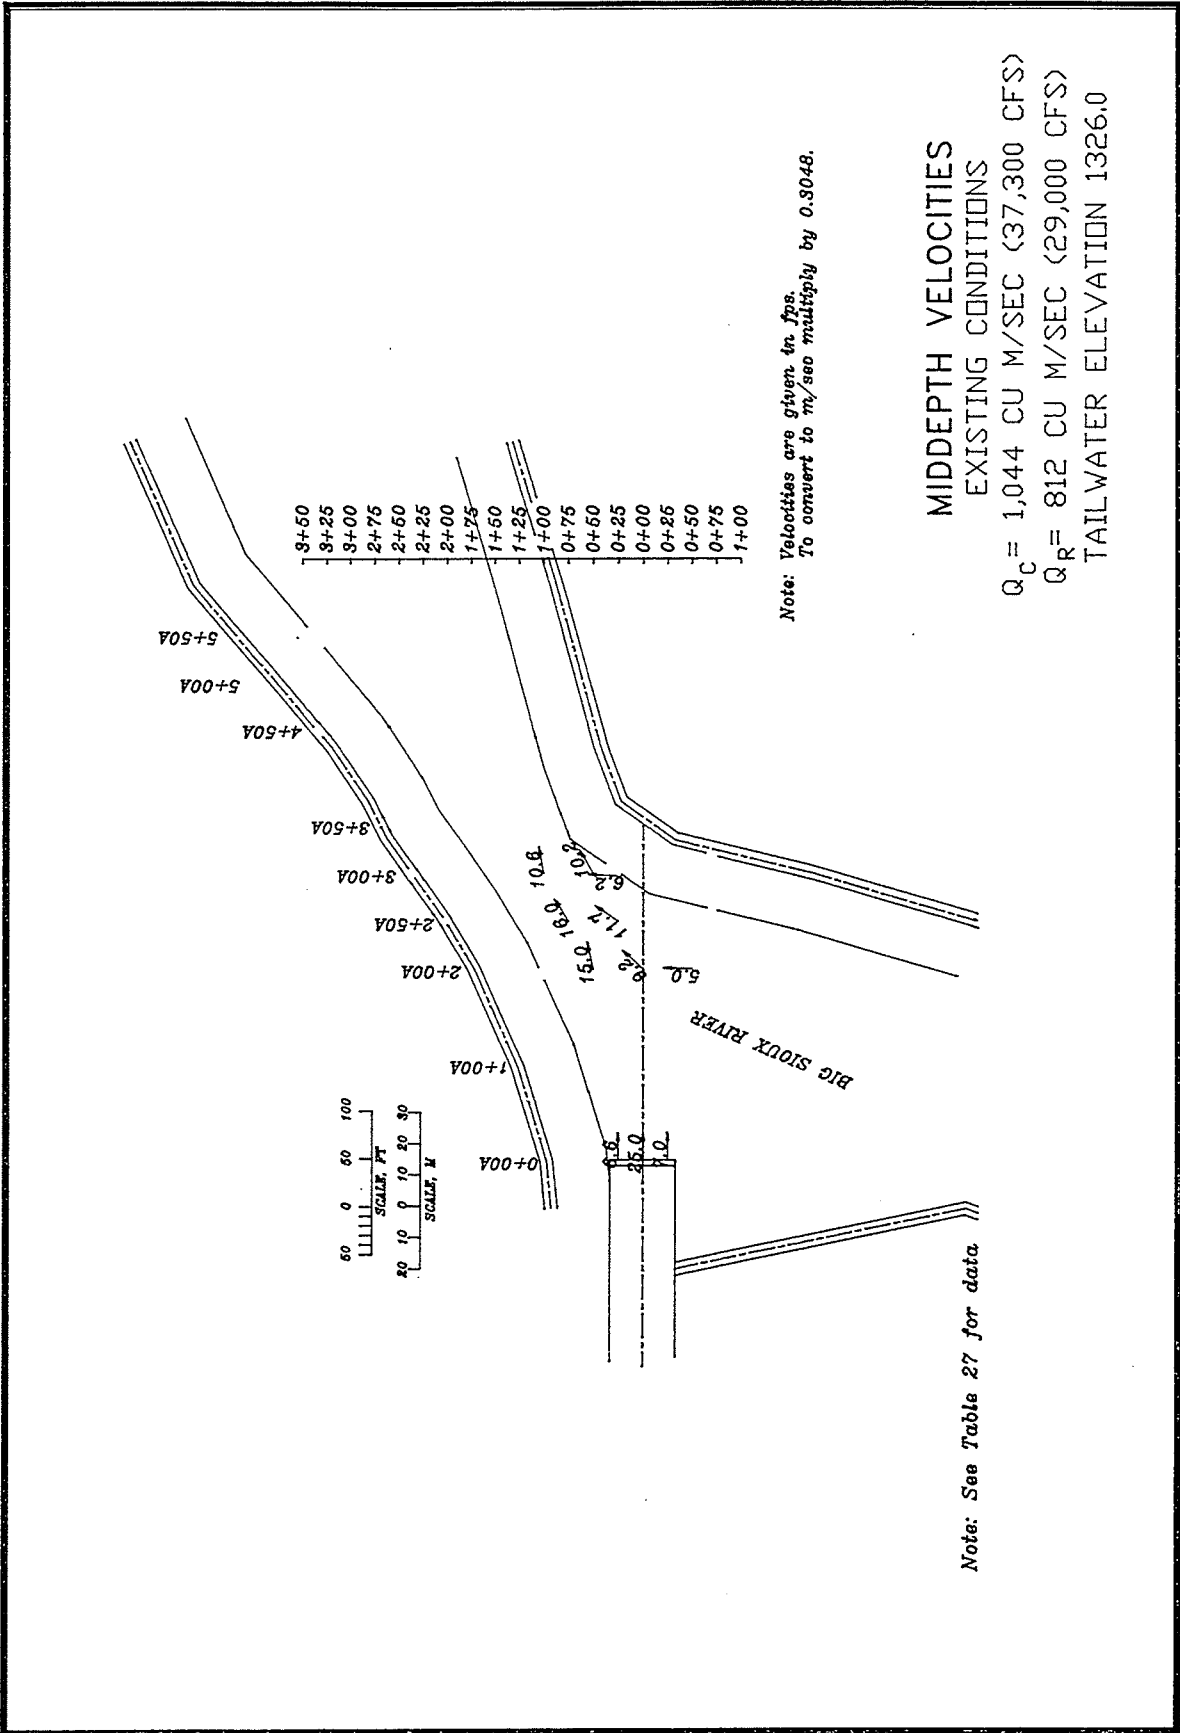 MIDDEPTH VELOCITIES
EXISTING CONDITIONS
QC= 1,044 CU M/SEC (37,300 CFS)
QR= 812 CU M/SEC (29,000 CFS)
TAILWATER ELEVATION 1326.0
Note: Velocities are given in fps.
To convert to m/sec multiply by 0.3048.
3+50
3+25
3+00
2+75
2+50
2+25
2+00
1+75
1+50
1+25
1+00
0+75
0+50
0+25
0+00
0+25
0+50
0+75
1+00
5+50A
5+00A
4+50A
3+50A
3+00A
2+50A
2+00A
1+00A
0+00A
10.6
10.2
6.2
16.0
11.7
15.0
5.0
25.0
BIG SIOUX RIVER
50 0 50 100
SCALE, FT
20 10 0 10 20 30
SCALE, M
Note: See Table 27 for data